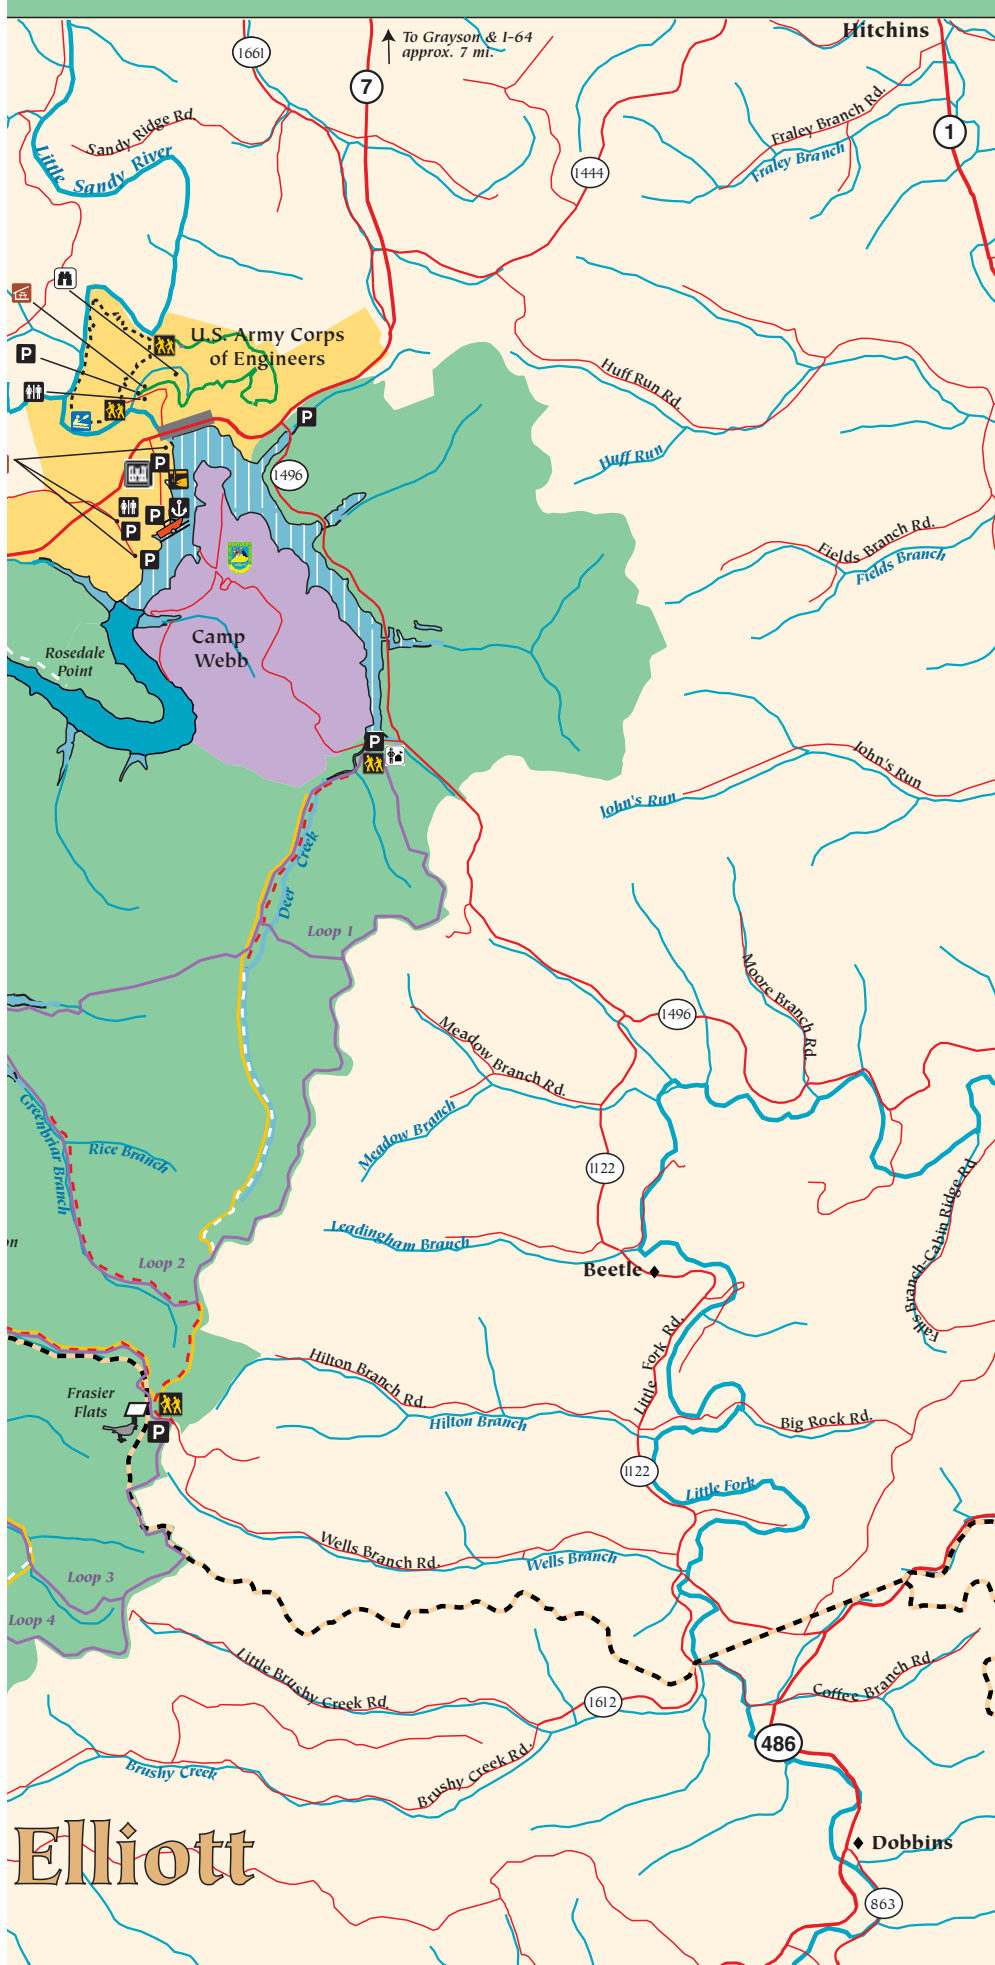 Hitchins
To Grayson & I-64
approx. 7 mi.
1661
7
1
Sandy Ridge Rd
Fraley Branch Rd.
Fraley Branch
Little Sandy River
1444
P
U.S. Army Corps
of Engineers
Huff Run Rd.
Huff Run
P
1496
P
P
P
P
Fields Branch Rd.
Fields Branch
Camp
Webb
Rosedale
Point
P
John's Run
John's Run
Deer Creek
Loop 1
Moore Branch Rd.
1496
Meadow Branch Rd.
Meadow Branch
Greenbriar Branch
Rice Branch
1122
Falls Branch-Cabin Ridge Rd
Leadingham Branch
on
Loop 2
Beetle
Little Fork Rd.
Hilton Branch Rd.
Hilton Branch
Frasier
Flats
P
Big Rock Rd.
1122
Little Fork
Wells Branch Rd.
Wells Branch
Loop 3
Loop 4
Little Brushy Creek Rd.
1612
Coffee Branch Rd.
486
Brushy Creek
Brushy Creek Rd.
Elliott
Dobbins
863